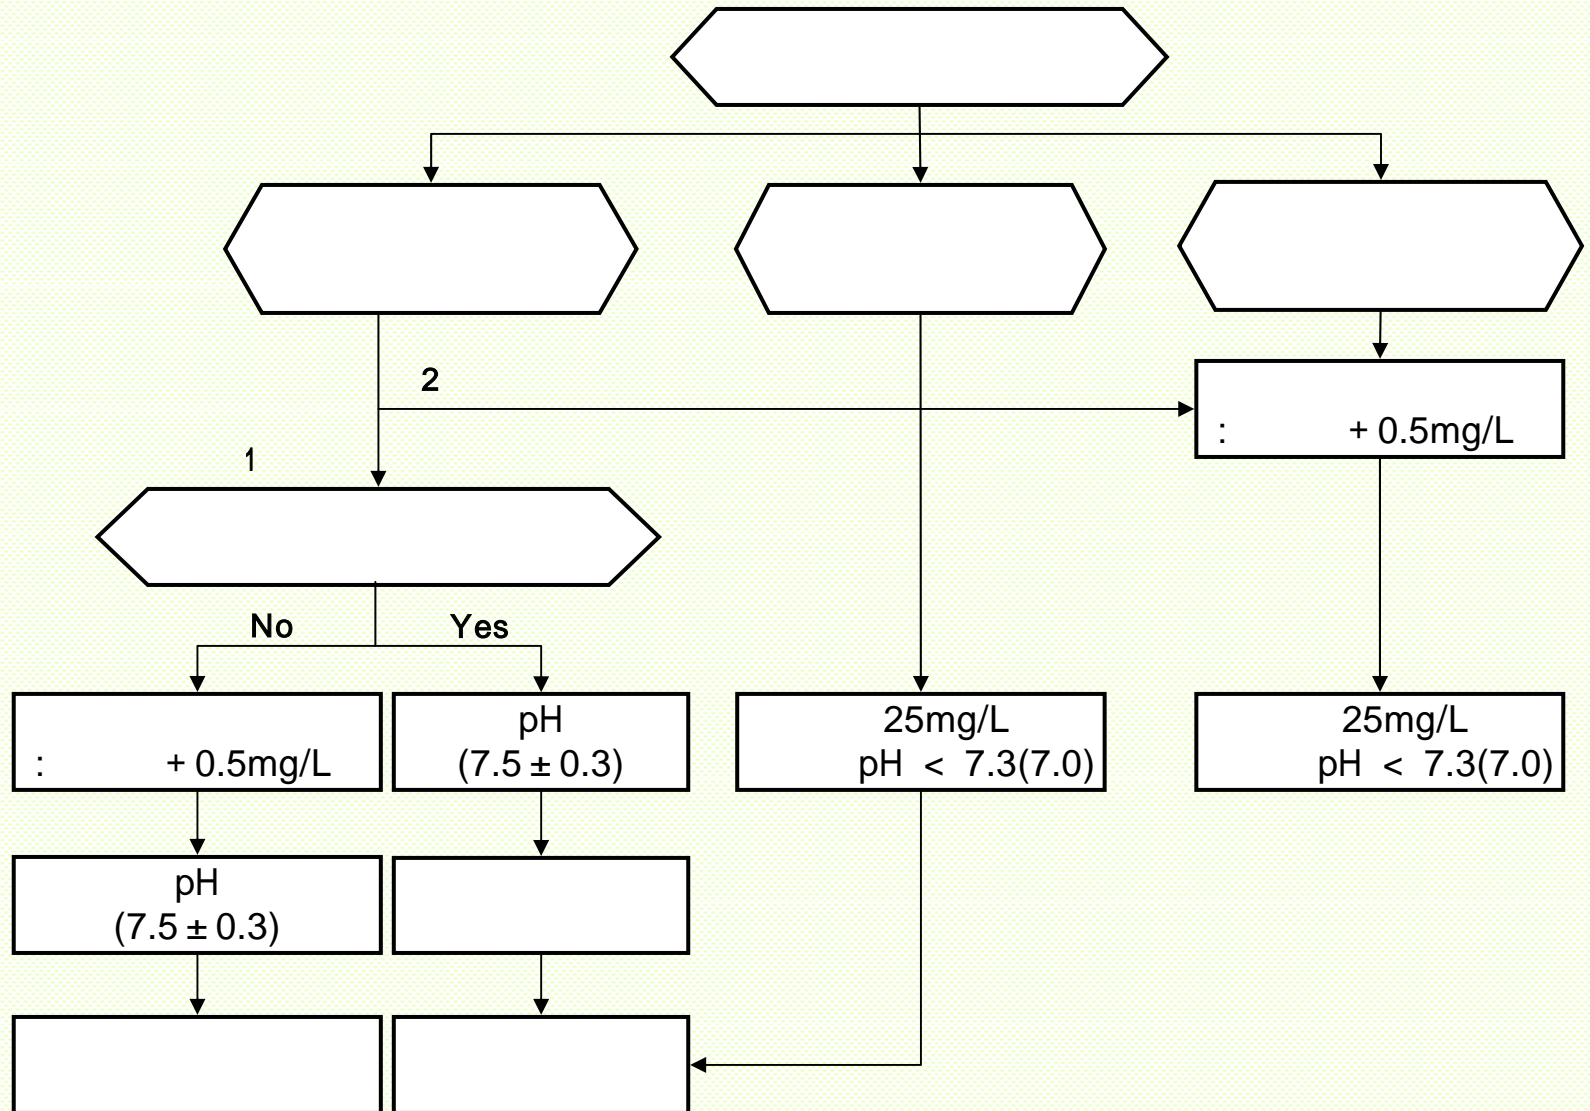 2
: + 0.5mg/L
1
No
Yes
: + 0.5mg/L
pH
(7.5 ± 0.3)
25mg/L
pH < 7.3(7.0)
25mg/L
pH < 7.3(7.0)
pH
(7.5 ± 0.3)